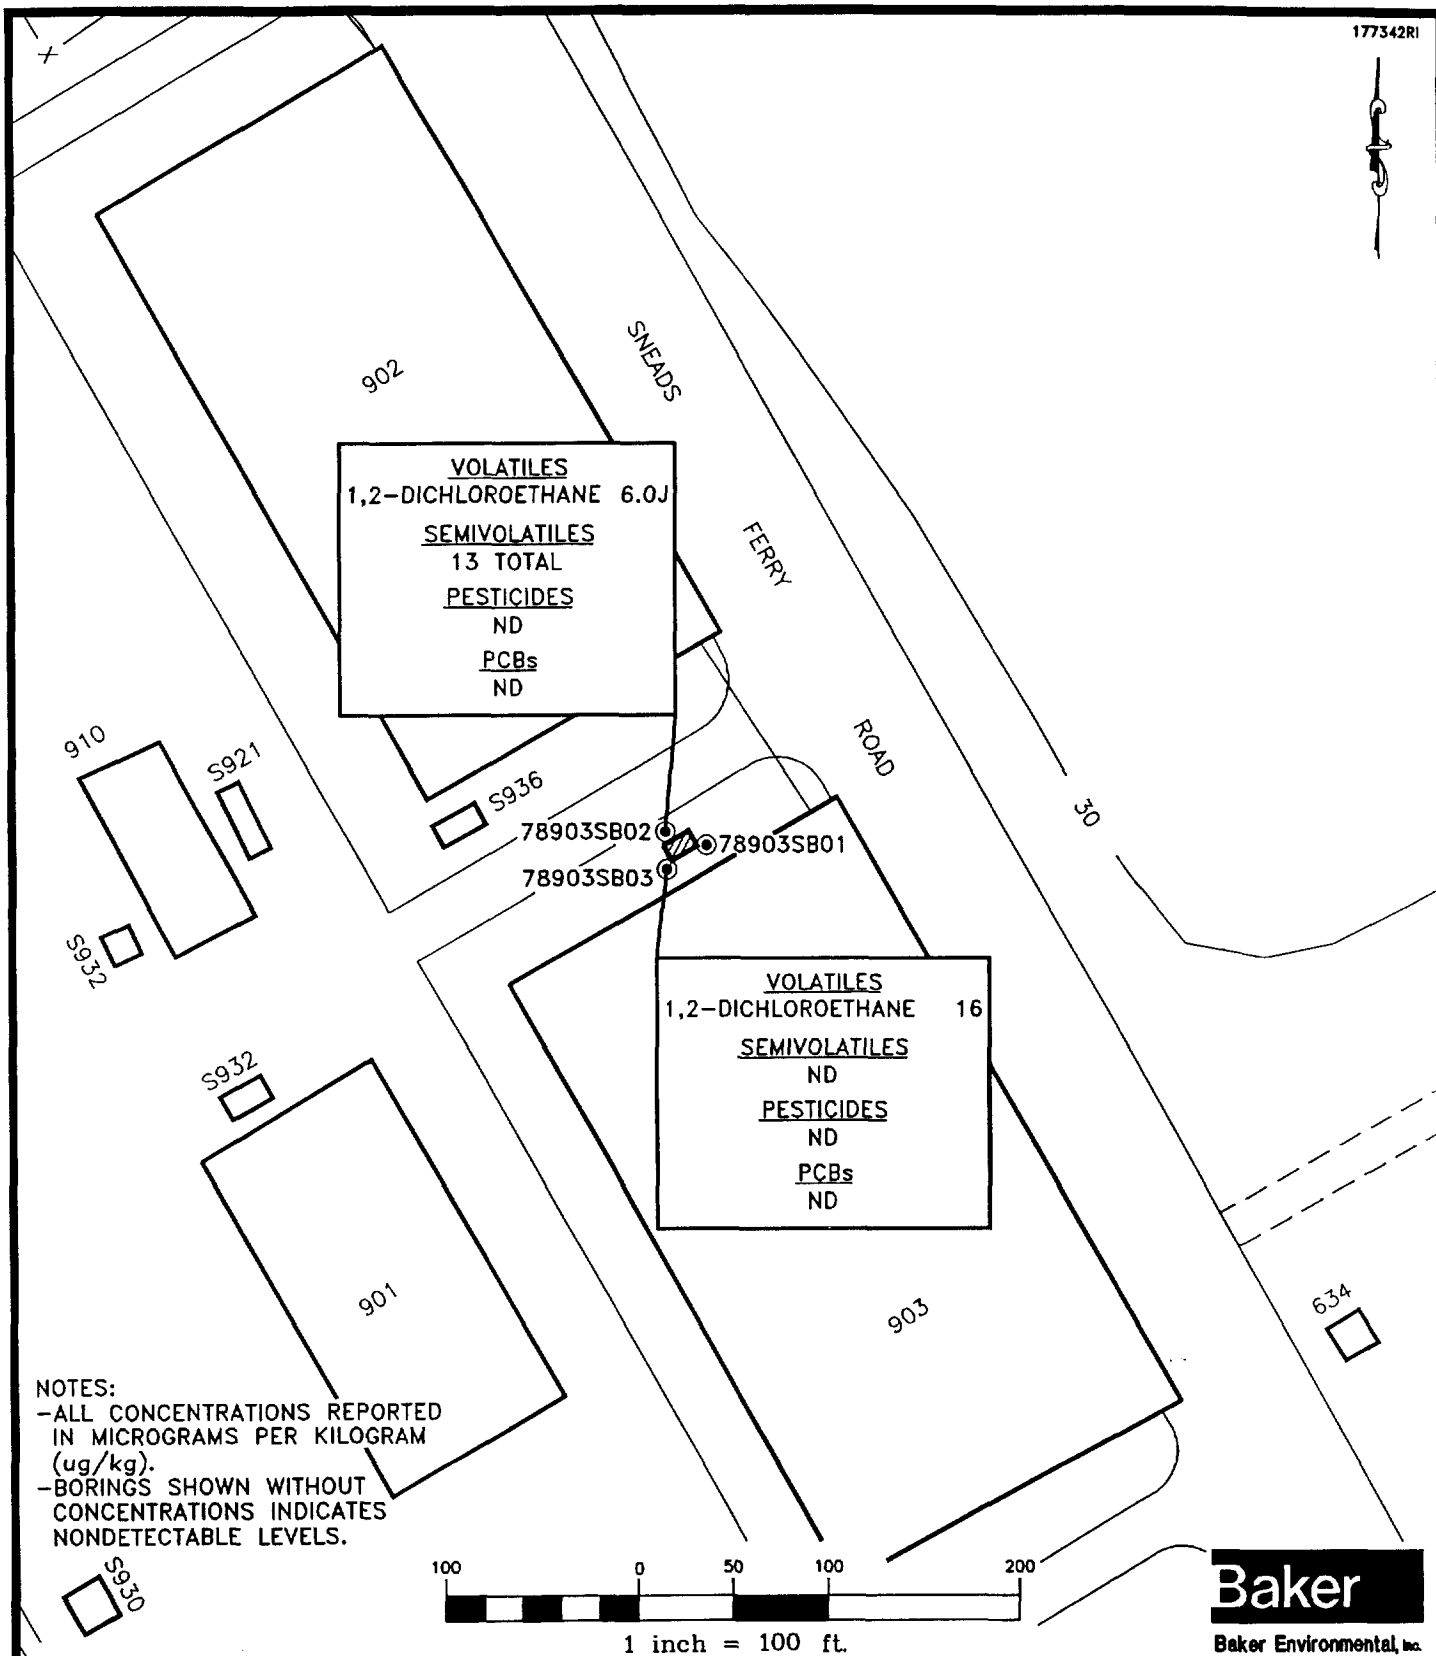 177342RI
902
SNEADS
FERRY
ROAD
VOLATILES
1,2-DICHLOROETHANE 6.0J
SEMIVOLATILES
13 TOTAL
PESTICIDES
ND
PCBs
ND
910
S921
S936
30
78903SB02
78903SB01
78903SB03
S932
VOLATILES
1,2-DICHLOROETHANE 16
SEMIVOLATILES
ND
PESTICIDES
ND
PCBs
ND
S932
901
903
634
NOTES:
-ALL CONCENTRATIONS REPORTED
IN MICROGRAMS PER KILOGRAM
(ug/kg).
-BORINGS SHOWN WITHOUT
CONCENTRATIONS INDICATES
NONDETECTABLE LEVELS.
S930
100 0 50 100 200
1 inch = 100 ft.
Baker
Baker Environmental, Inc.